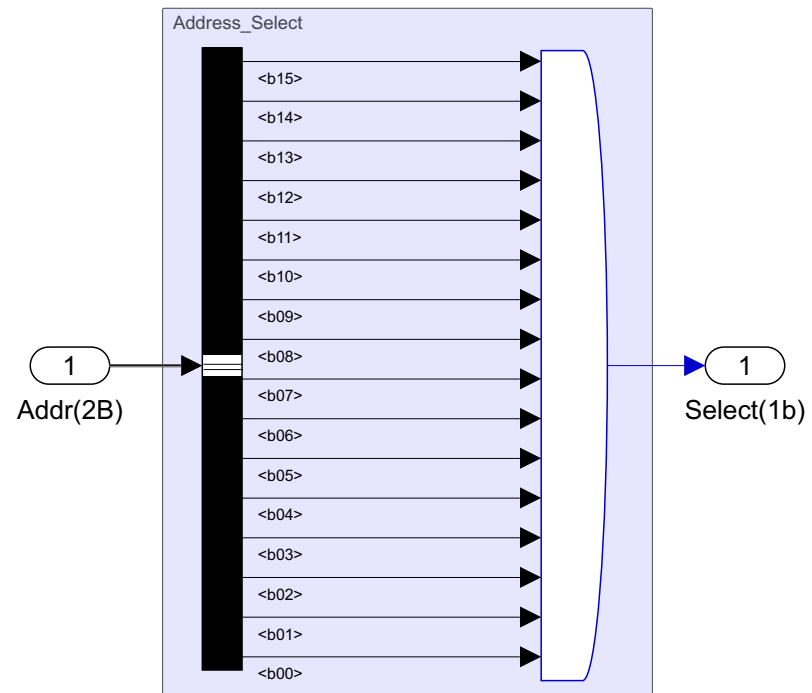 Address_Select
<b15>
<b14>
<b13>
<b12>
<b11>
<b10>
<b09>
<b08>
<b07>
<b06>
<b05>
<b04>
<b03>
<b02>
<b01>
<b00>
1
Addr(2B)
1
Select(1b)